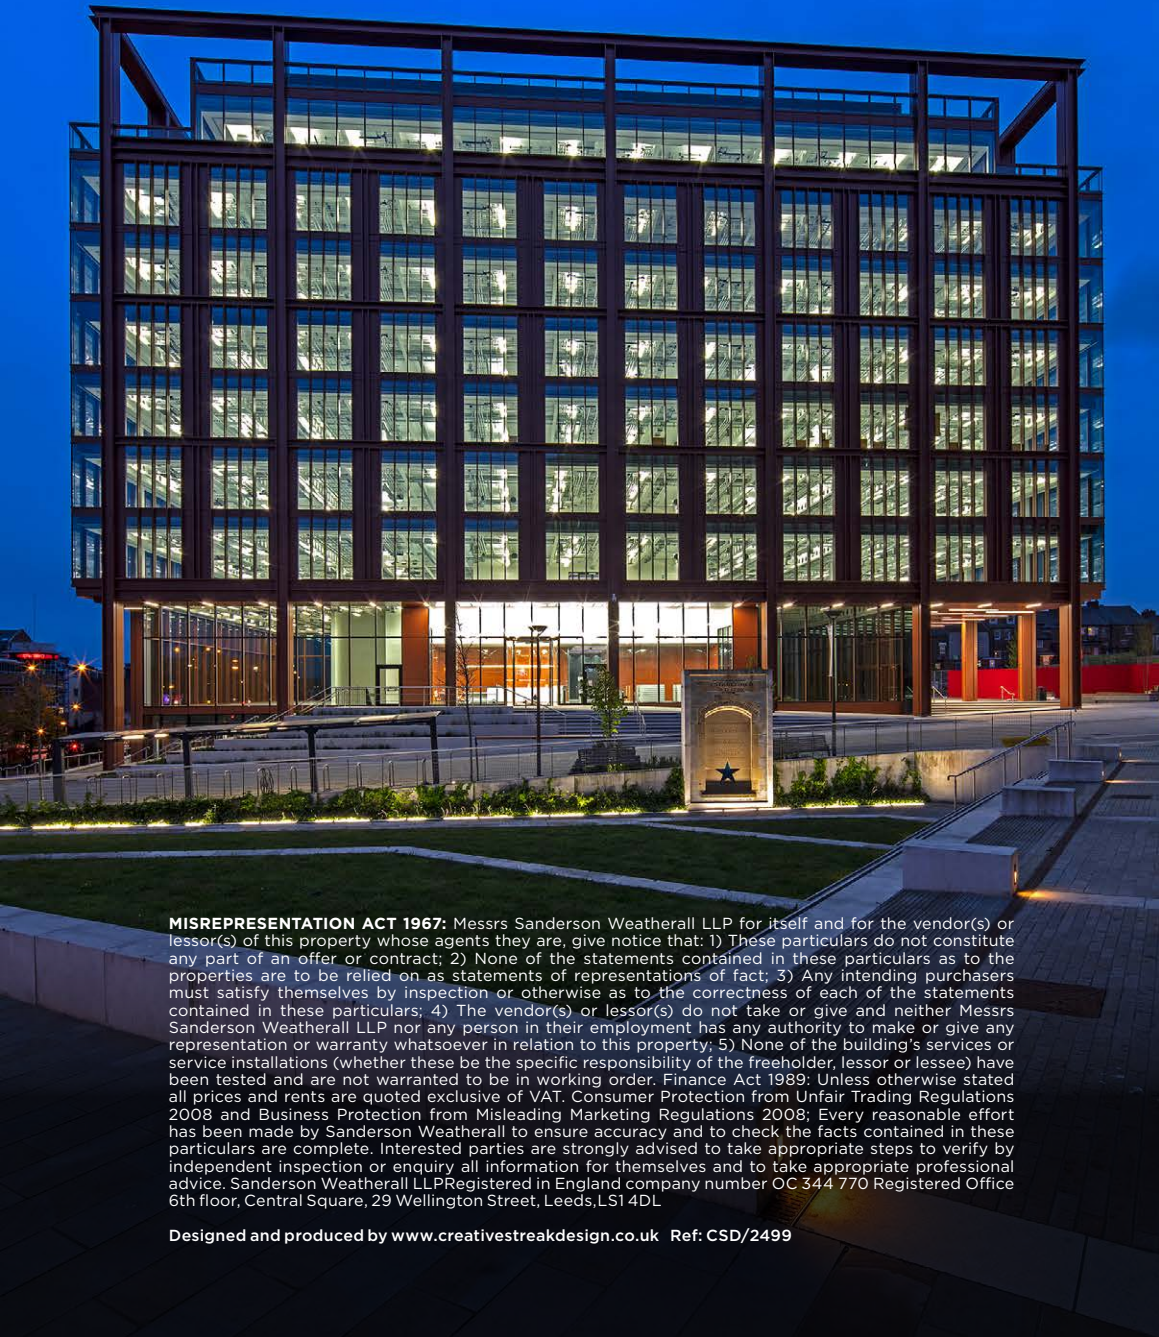 MISREPRESENTATION ACT 1967: Messrs Sanderson Weatherall LLP for itself and for the vendor(s) or
lessor(s) of this property whose agents they are, give notice that: 1) These particulars do not constitute
any part of an offer or contract; 2) None of the statements contained in these particulars as to the
properties are to be relied on as statements of representations of fact; 3) Any intending purchasers
must satisfy themselves by inspection or otherwise as to the correctness of each of the statements
contained in these particulars; 4) The vendor(s) or lessor(s) do not take or give and neither Messrs
Sanderson Weatherall LLP nor any person in their employment has any authority to make or give any
representation or warranty whatsoever in relation to this property; 5) None of the building's services or
service installations (whether these be the specific responsibility of the freeholder, lessor or lessee) have
been tested and are not warranted to be in working order. Finance Act 1989: Unless otherwise stated
all prices and rents are quoted exclusive of VAT. Consumer Protection from Unfair Trading Regulations
2008 and Business Protection from Misleading Marketing Regulations 2008; Every reasonable effort
has been made by Sanderson Weatherall to ensure accuracy and to check the facts contained in these
particulars are complete. Interested parties are strongly advised to take appropriate steps to verify by
independent inspection or enquiry all information for themselves and to take appropriate professional
advice. Sanderson Weatherall LLPRegistered in England company number OC 344 770 Registered Office
6th floor, Central Square, 29 Wellington Street, Leeds,LS1 4DL
Designed and produced by www.creativestreakdesign.co.uk Ref: CSD/2499